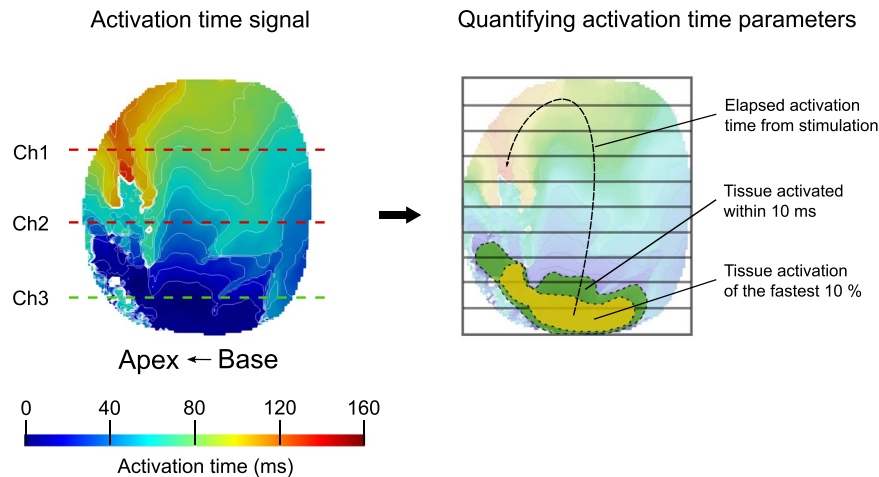 Activation time signal
Quantifying activation time parameters
Ch1
Ch2
Ch3
Apex ← Base
0 40 80 120 160
Activation time (ms)
Elapsed activation
time from stimulation
Tissue activated
within 10 ms
Tissue activation
of the fastest 10 %